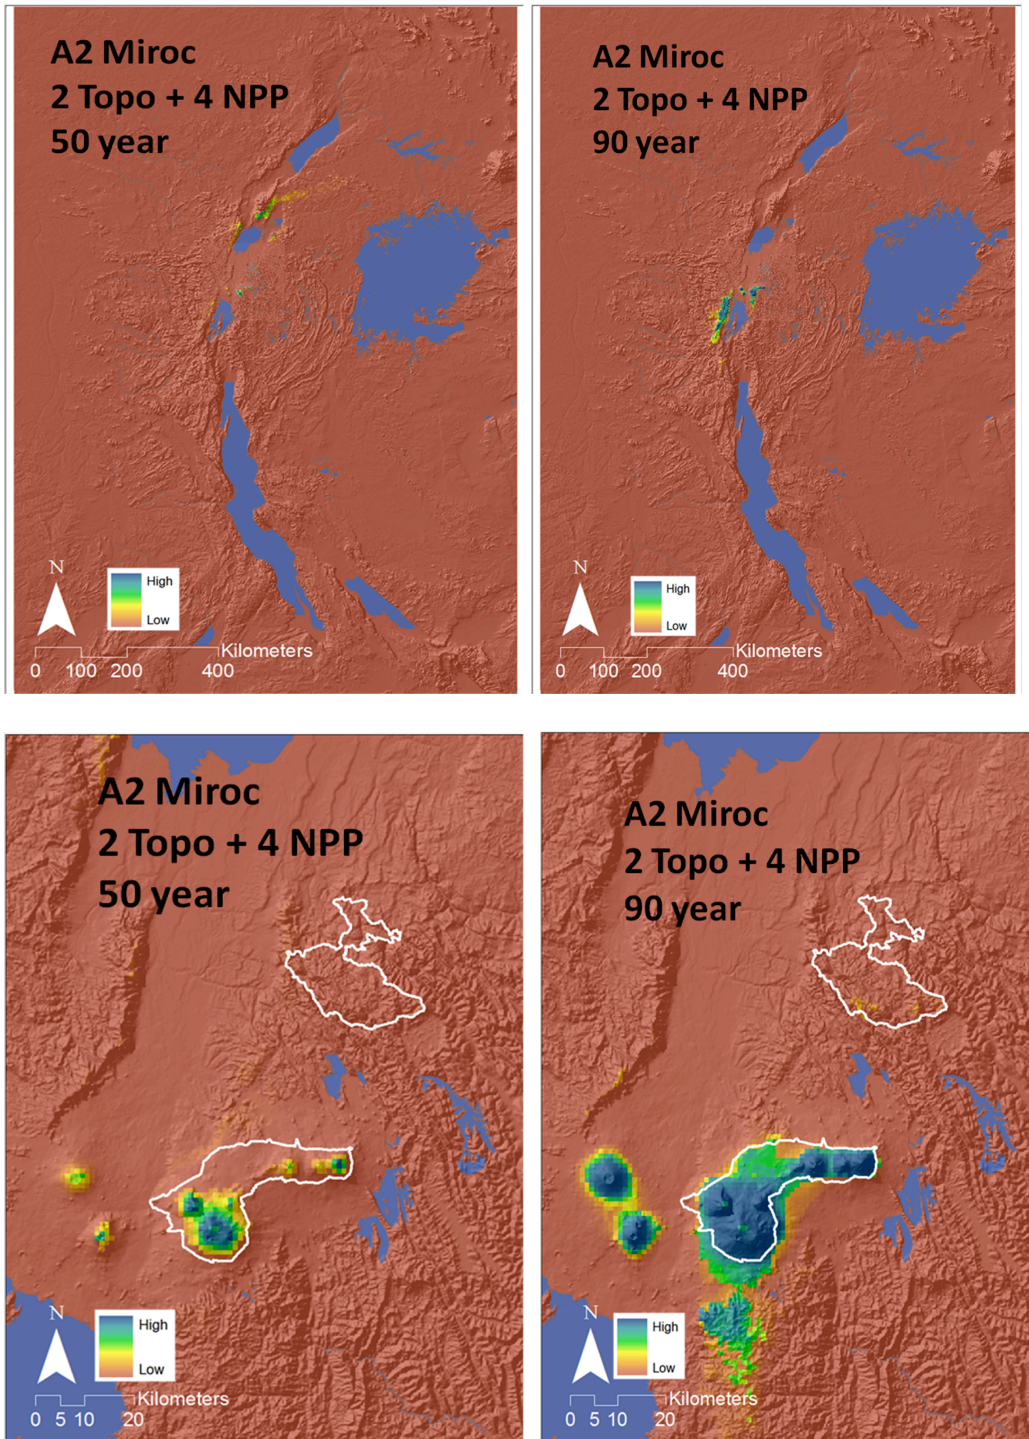 A2 Miroc
2 Topo + 4 NPP
50 year
N
High
Low
Kilometers
0 100 200 400
A2 Miroc
2 Topo + 4 NPP
90 year
N
High
Low
Kilometers
0 100 200 400
A2 Miroc
2 Topo + 4 NPP
50 year
N
High
Low
Kilometers
0 5 10 20
A2 Miroc
2 Topo + 4 NPP
90 year
N
High
Low
Kilometers
0 5 10 20